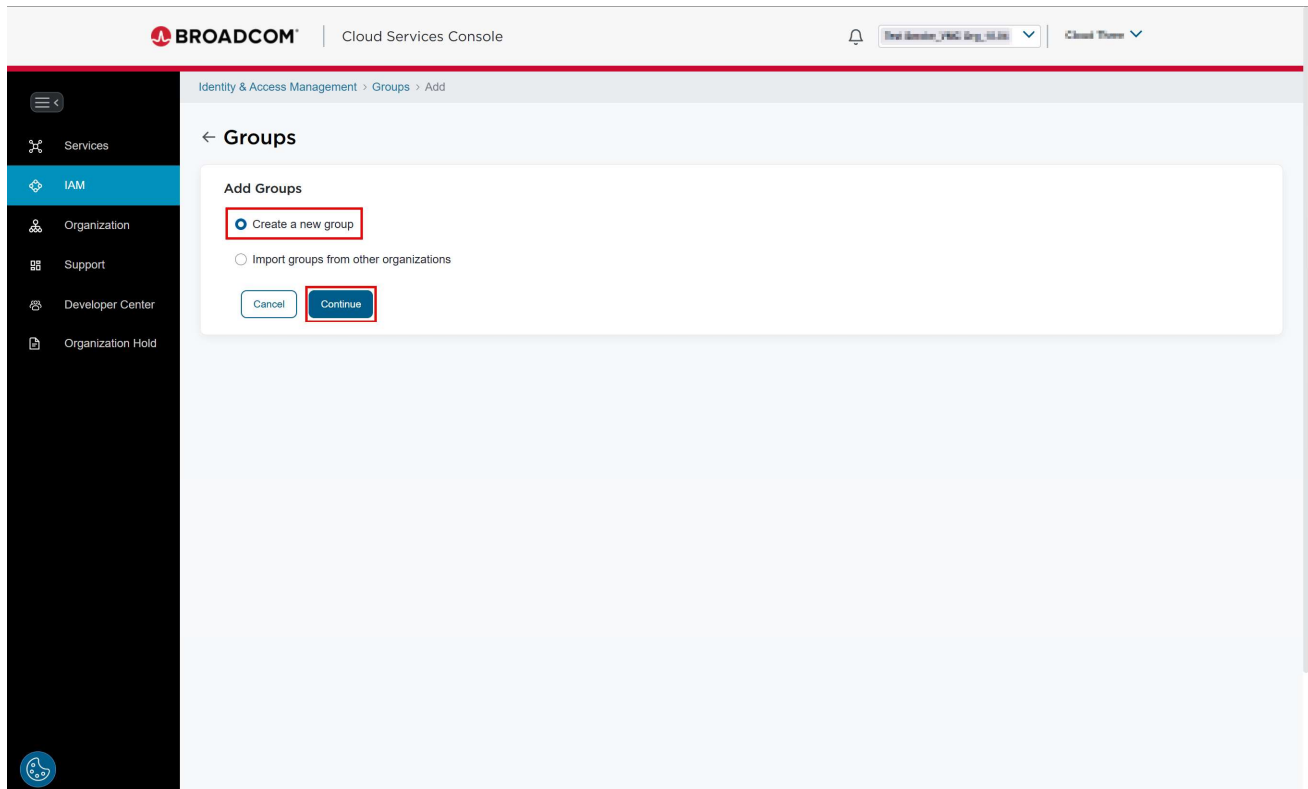 BROADCOM Cloud Services Console
Identity & Access Management > Groups > Add
Services
IAM
Organization
Support
Developer Center
Organization Hold
← Groups
Add Groups
Create a new group
Import groups from other organizations
Cancel Continue